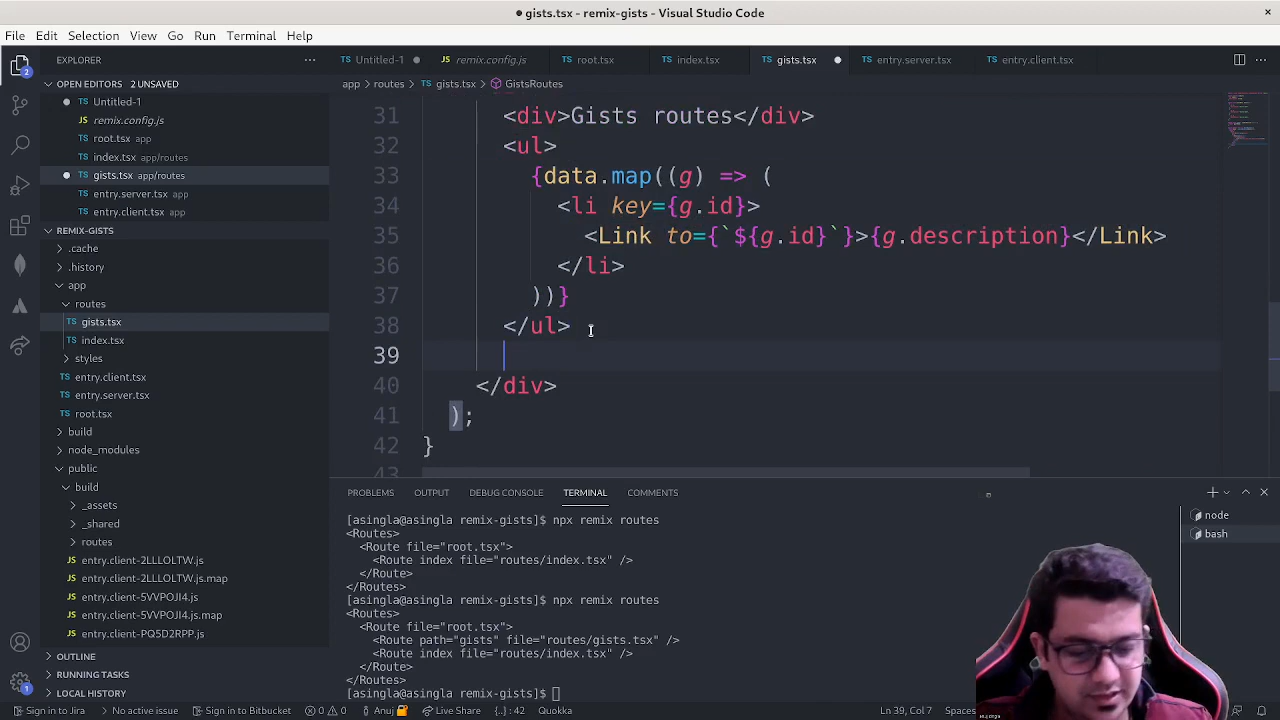 gists.tsx - remix-gists - Visual Studio Code
File Edit Selection View Go Run Terminal Help
EXPLORER
Untitled-1 remix.config.js root.tsx index.tsx gists.tsx entry.server.tsx entry.client.tsx
OPEN EDITORS 2 UNSAVED
app > routes > gists.tsx > GistsRoutes
Untitled-1
remix.config.js
root.tsx app
index.tsx app/routes
gists.tsx app/routes
entry.server.tsx app
entry.client.tsx app
REMIX-GISTS
.cache
.history
app
routes
gists.tsx
index.tsx
styles
entry.client.tsx
entry.server.tsx
root.tsx
build
node_modules
public
build
_assets
_shared
routes
entry.client-2LLLOLTW.js
entry.client-2LLLOLTW.js.map
entry.client-5VVPOJI4.js
entry.client-5VVPOJI4.js.map
entry.client-PQ5D2RPP.js
OUTLINE
RUNNING TASKS
LOCAL HISTORY
31 <div>Gists routes</div>
32 <ul>
33 {data.map((g) => (
34 <li key={g.id}>
35 <Link to={`${g.id}`}>{g.description}</Link>
36 </li>
37 ))}
38 </ul>
39
40 </div>
41 );
42 }
43
PROBLEMS OUTPUT DEBUG CONSOLE TERMINAL COMMENTS
[asingla@asingla remix-gists]$ npx remix routes
<Routes>
<Route file="root.tsx">
<Route index file="routes/index.tsx" />
</Route>
</Routes>
[asingla@asingla remix-gists]$ npx remix routes
<Routes>
<Route file="root.tsx">
<Route path="gists" file="routes/gists.tsx" />
<Route index file="routes/index.tsx" />
</Route>
</Routes>
[asingla@asingla remix-gists]$
node
bash
Sign in to Jira No active issue Sign in to Bitbucket 0 0 Anuj Live Share {..} : 42 Quokka Ln 39, Col 7 Spaces